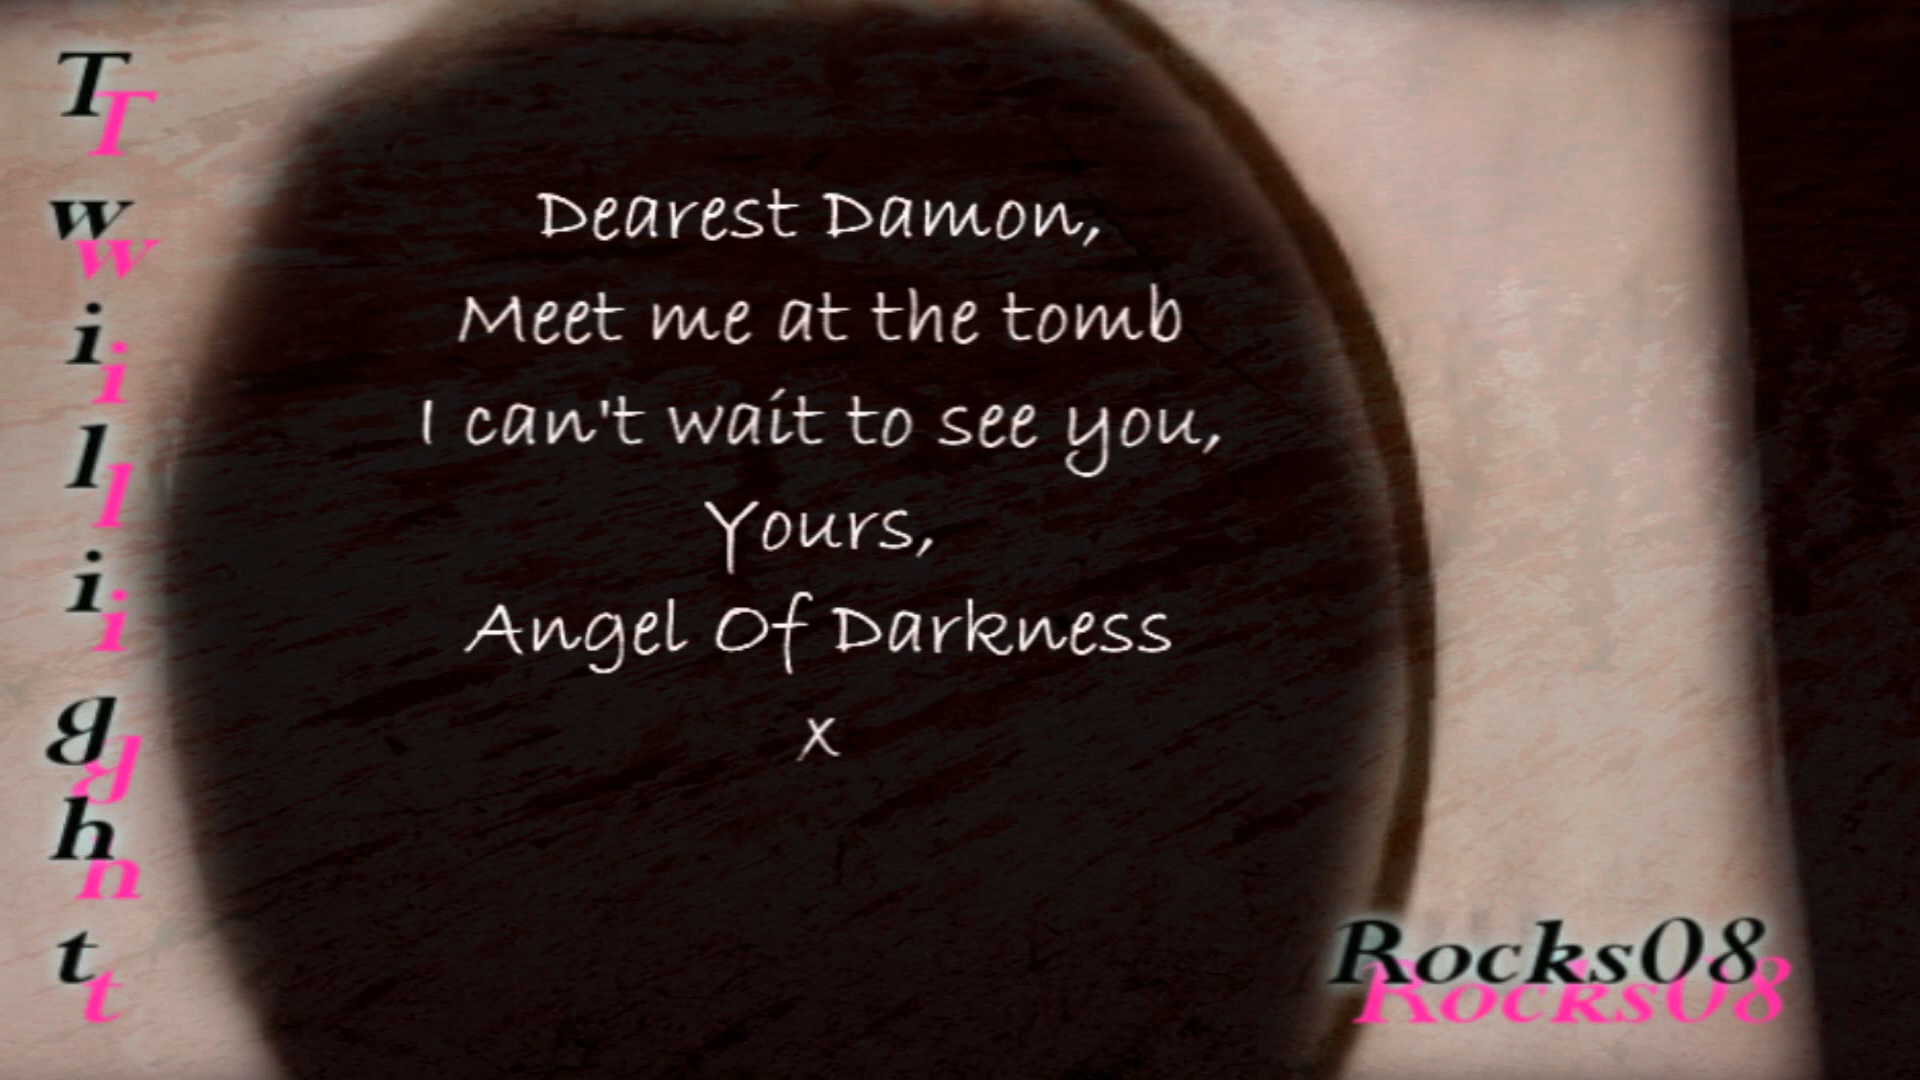 Twilight
Dearest Damon,
Meet me at the tomb
I can't wait to see you,
Yours,
Angel Of Darkness
x
Rocks08